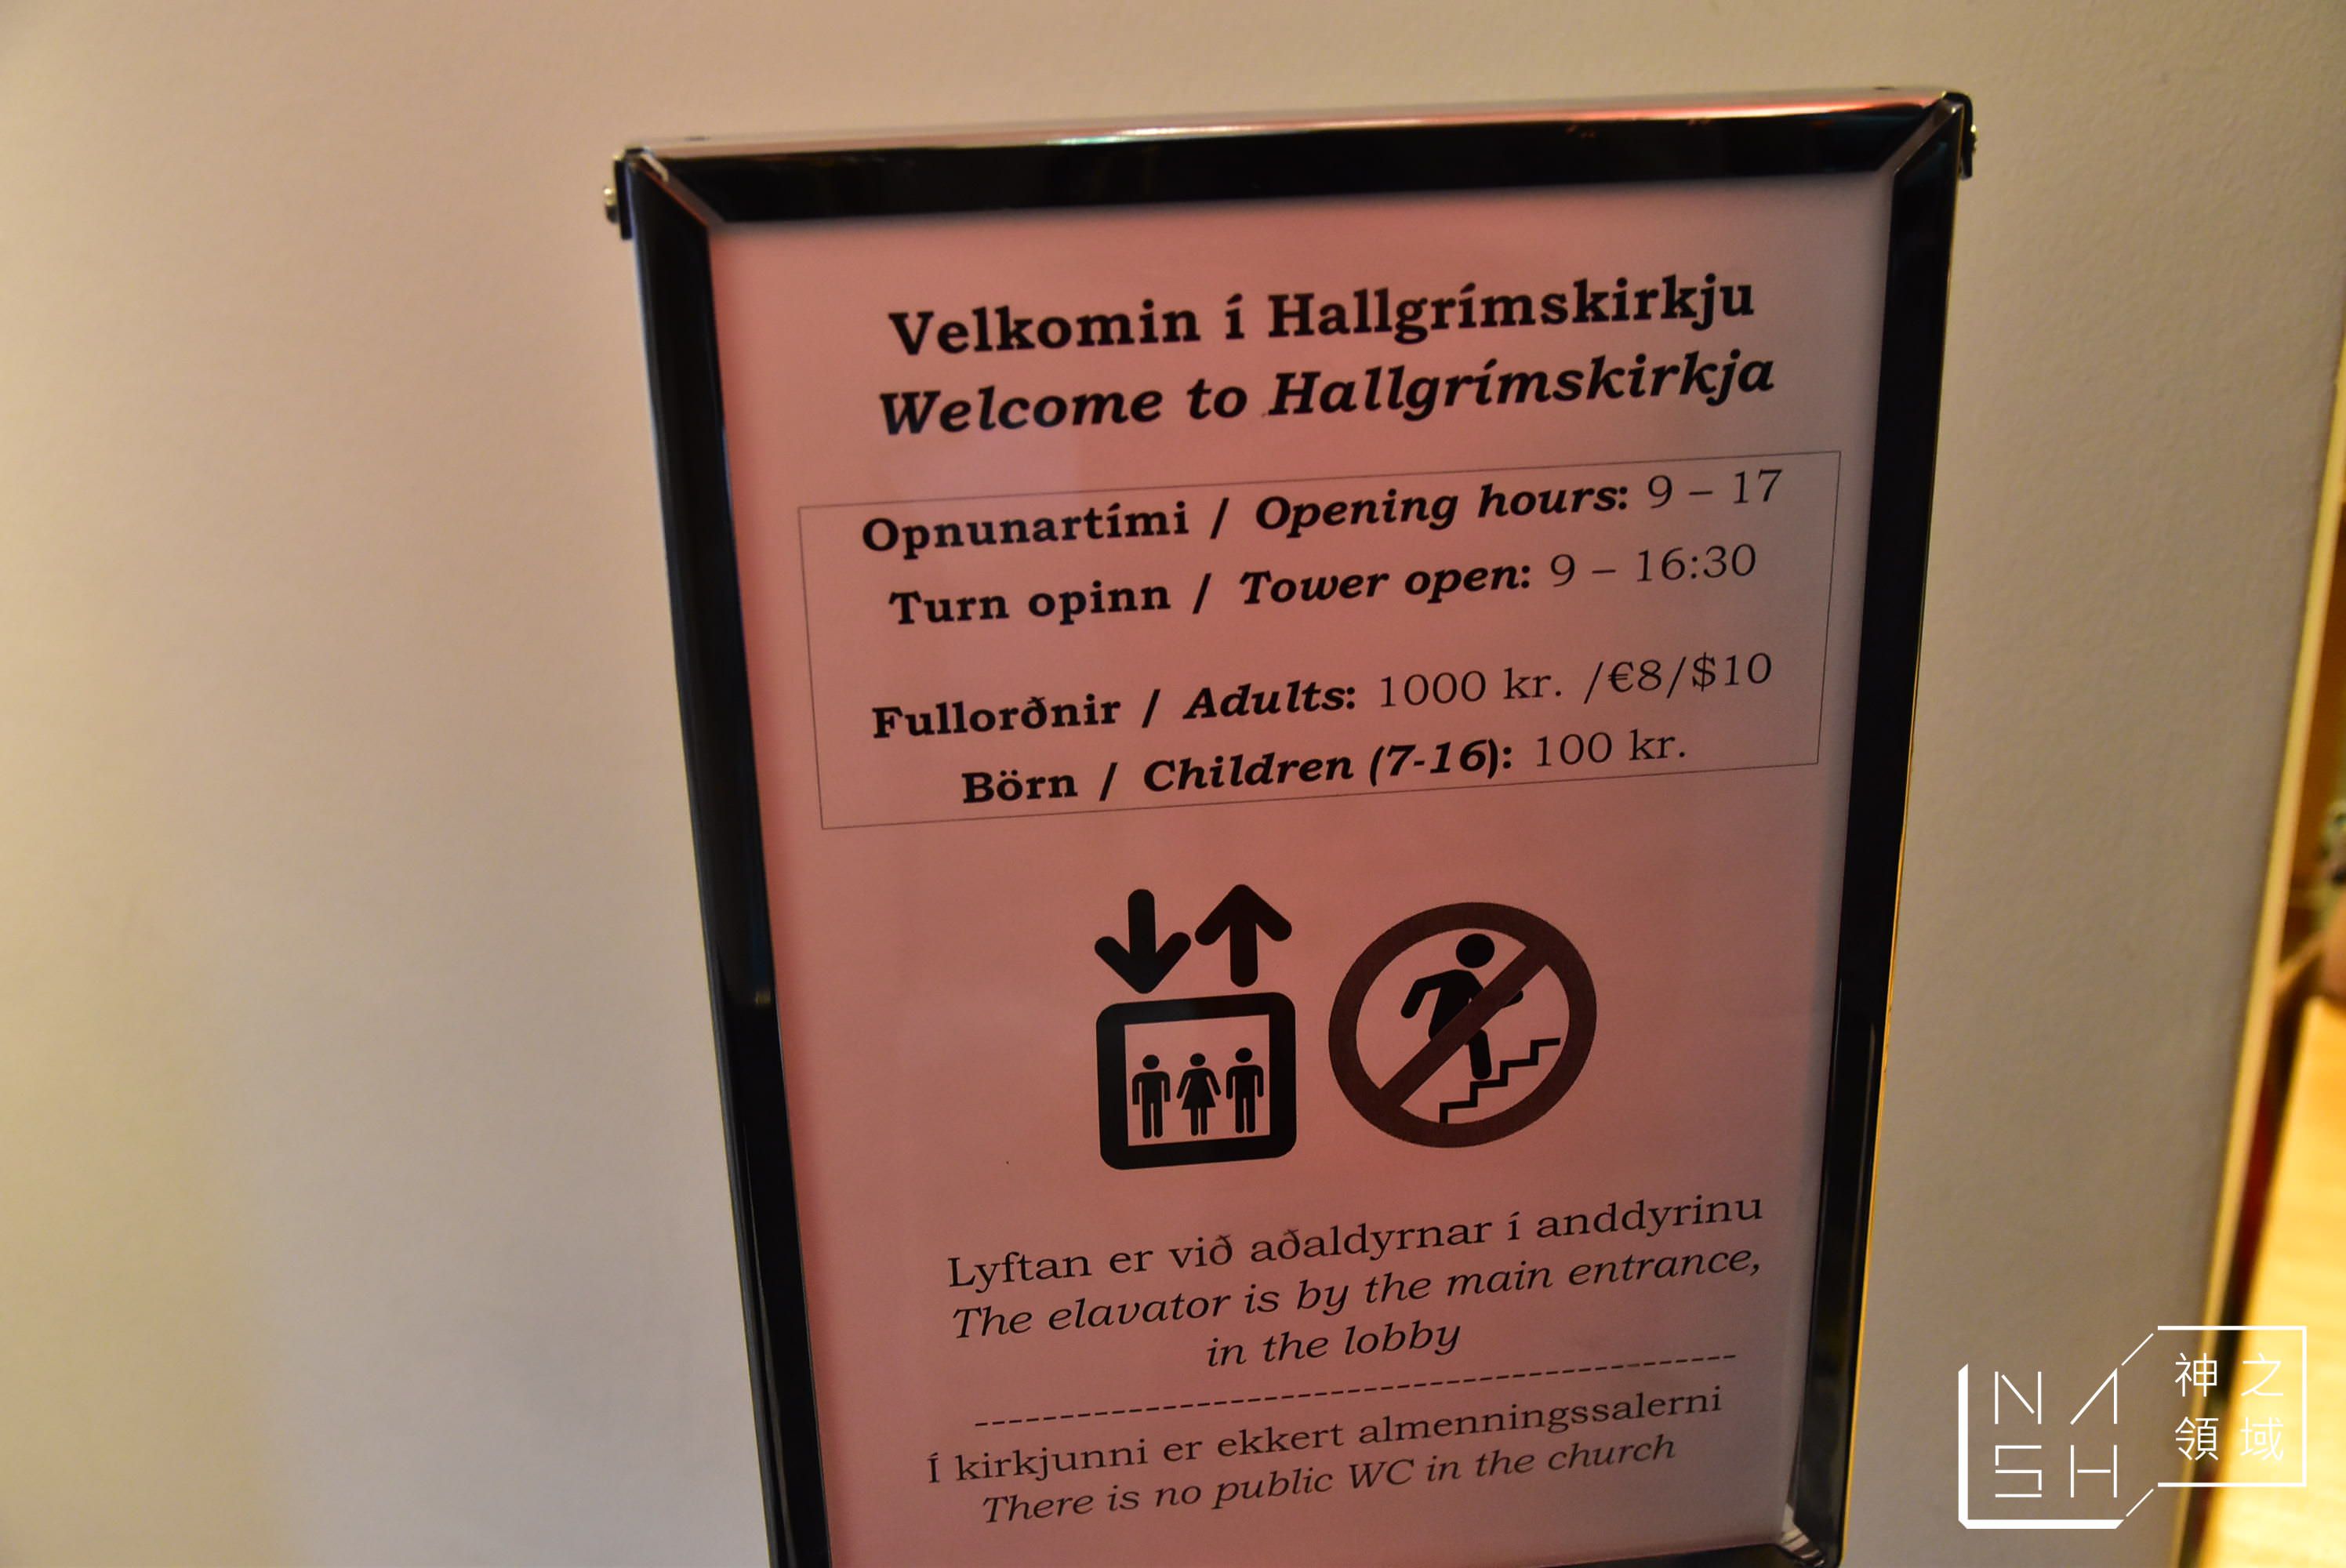 Velkomin í Hallgrímskirkju
Welcome to Hallgrímskirkja
Opnunartími / Opening hours: 9 – 17
Turn opinn / Tower open: 9 – 16:30
Fullorðnir / Adults: 1000 kr. /€8/$10
Börn / Children (7-16): 100 kr.
Lyftan er við aðaldyrnar í anddyrinu
The elavator is by the main entrance,
in the lobby
Í kirkjunni er ekkert almenningssalerni
There is no public WC in the church
NASH
神之
領域